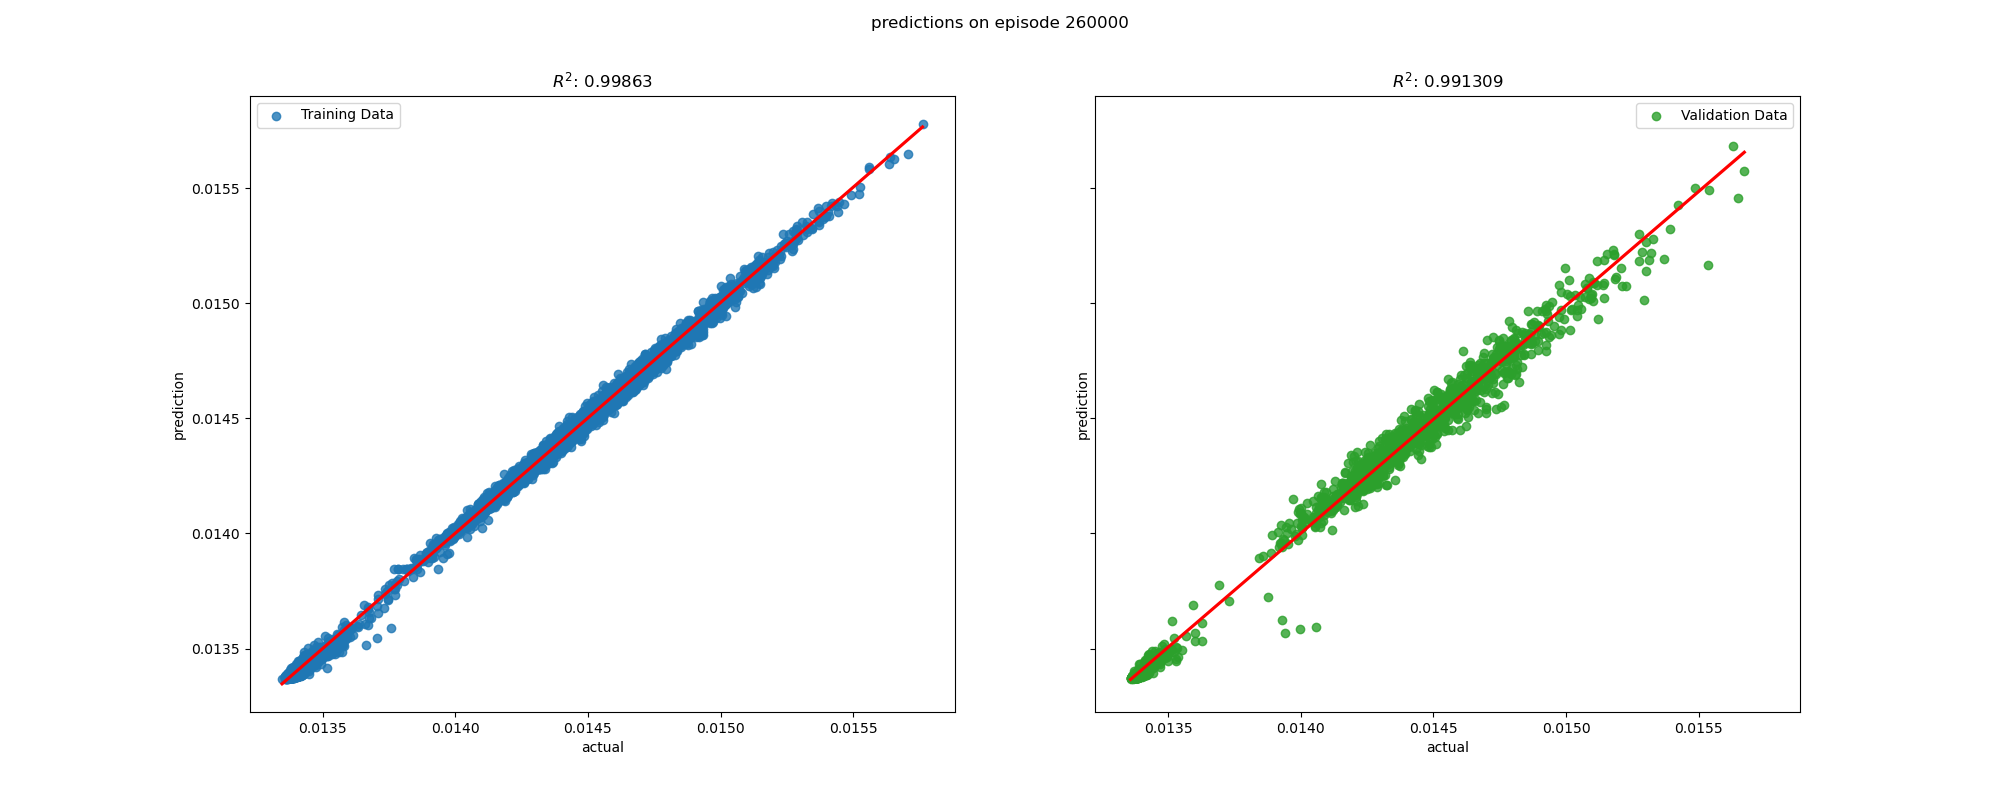 predictions on episode 260000
R²: 0.99863
Training Data
prediction
0.0155
0.0150
0.0145
0.0140
0.0135
0.0135 0.0140 0.0145 0.0150 0.0155
actual
R²: 0.991309
Validation Data
prediction
0.0135 0.0140 0.0145 0.0150 0.0155
actual